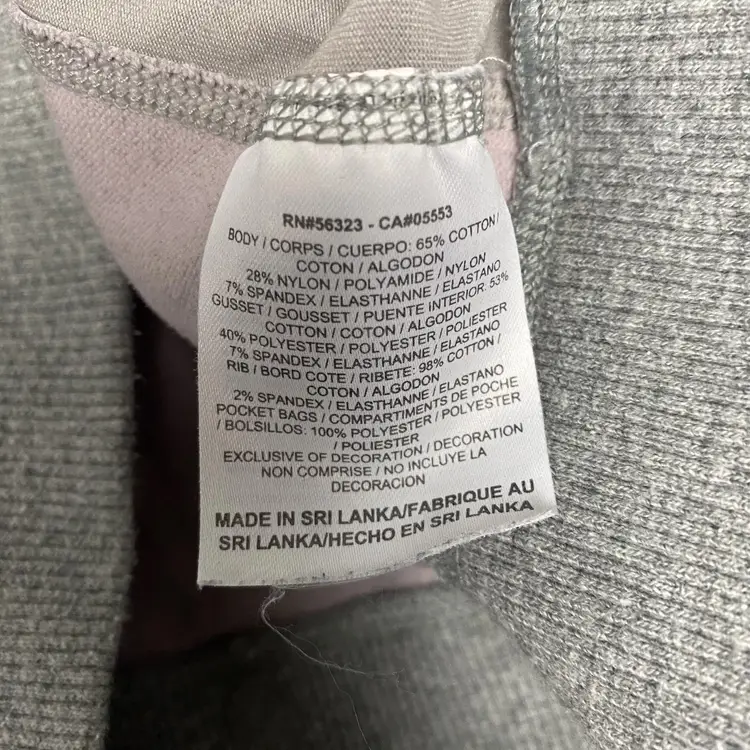 RN#56323 - CA#05553
BODY / CORPS / CUERPO: 65% COTTON /
COTON / ALGODON
28% NYLON / POLYAMIDE / NYLON
7% SPANDEX / ELASTHANNE / ELASTANO
GUSSET / GOUSSET / PUENTE INTERIOR: 53%
COTTON / COTON / ALGODON
40% POLYESTER / POLYESTER / POLIESTER
7% SPANDEX / ELASTHANNE / ELASTANO
RIB / BORD COTE / RIBETE: 98% COTTON /
COTON / ALGODON
2% SPANDEX / ELASTHANNE / ELASTANO
POCKET BAGS / COMPARTIMENTS DE POCHE
/ BOLSILLOS: 100% POLYESTER / POLYESTER
/ POLIESTER
EXCLUSIVE OF DECORATION / DECORATION
NON COMPRISE / NO INCLUYE LA
DECORACION
MADE IN SRI LANKA/FABRIQUE AU
SRI LANKA/HECHO EN SRI LANKA